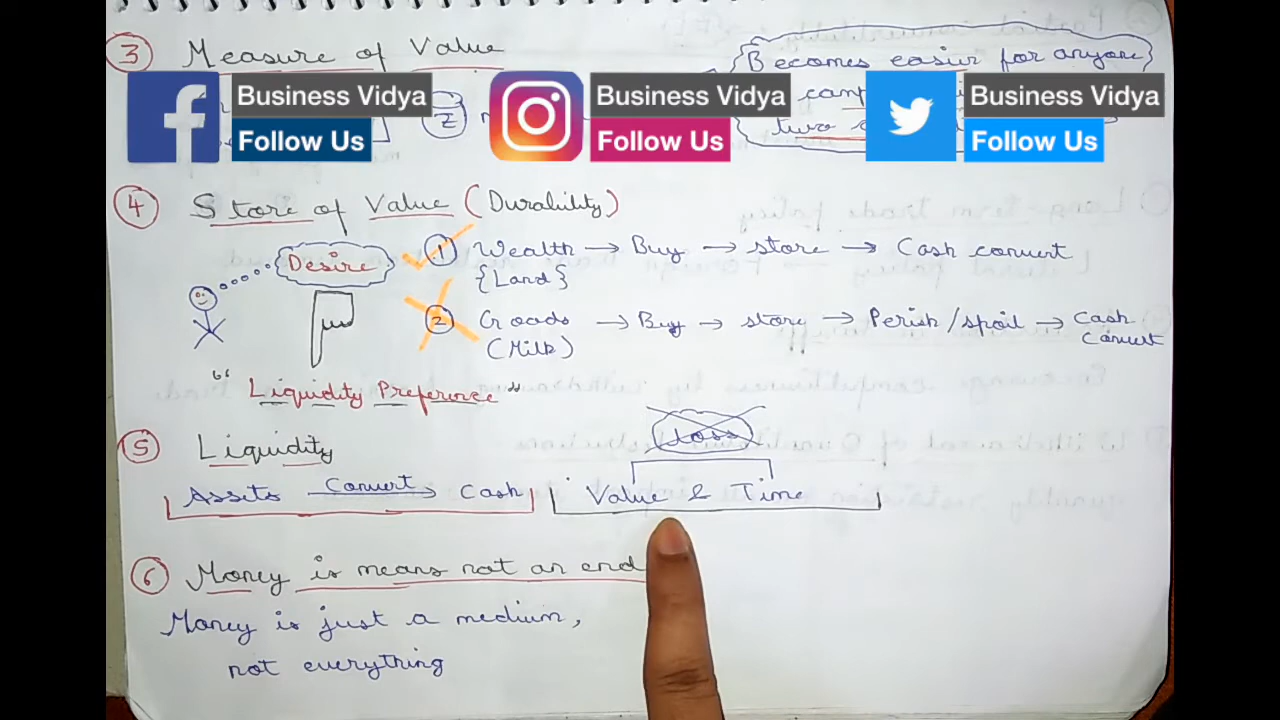 3 Measure of Value
Becomes easier for anyone
two
Business Vidya
Follow Us
Business Vidya
Follow Us
Business Vidya
Follow Us
4 Store of Value (Durability)
Desire
1 Wealth → Buy → store → Cash convert
{Land}
2 Goods → Buy → store → Perish/spoil → Cash
convert
(Milk)
"Liquidity Preference"
5 Liquidity
Loss
Assets Convert → Cash Value & Time
6 Money is means not an end
Money is just a medium,
not everything